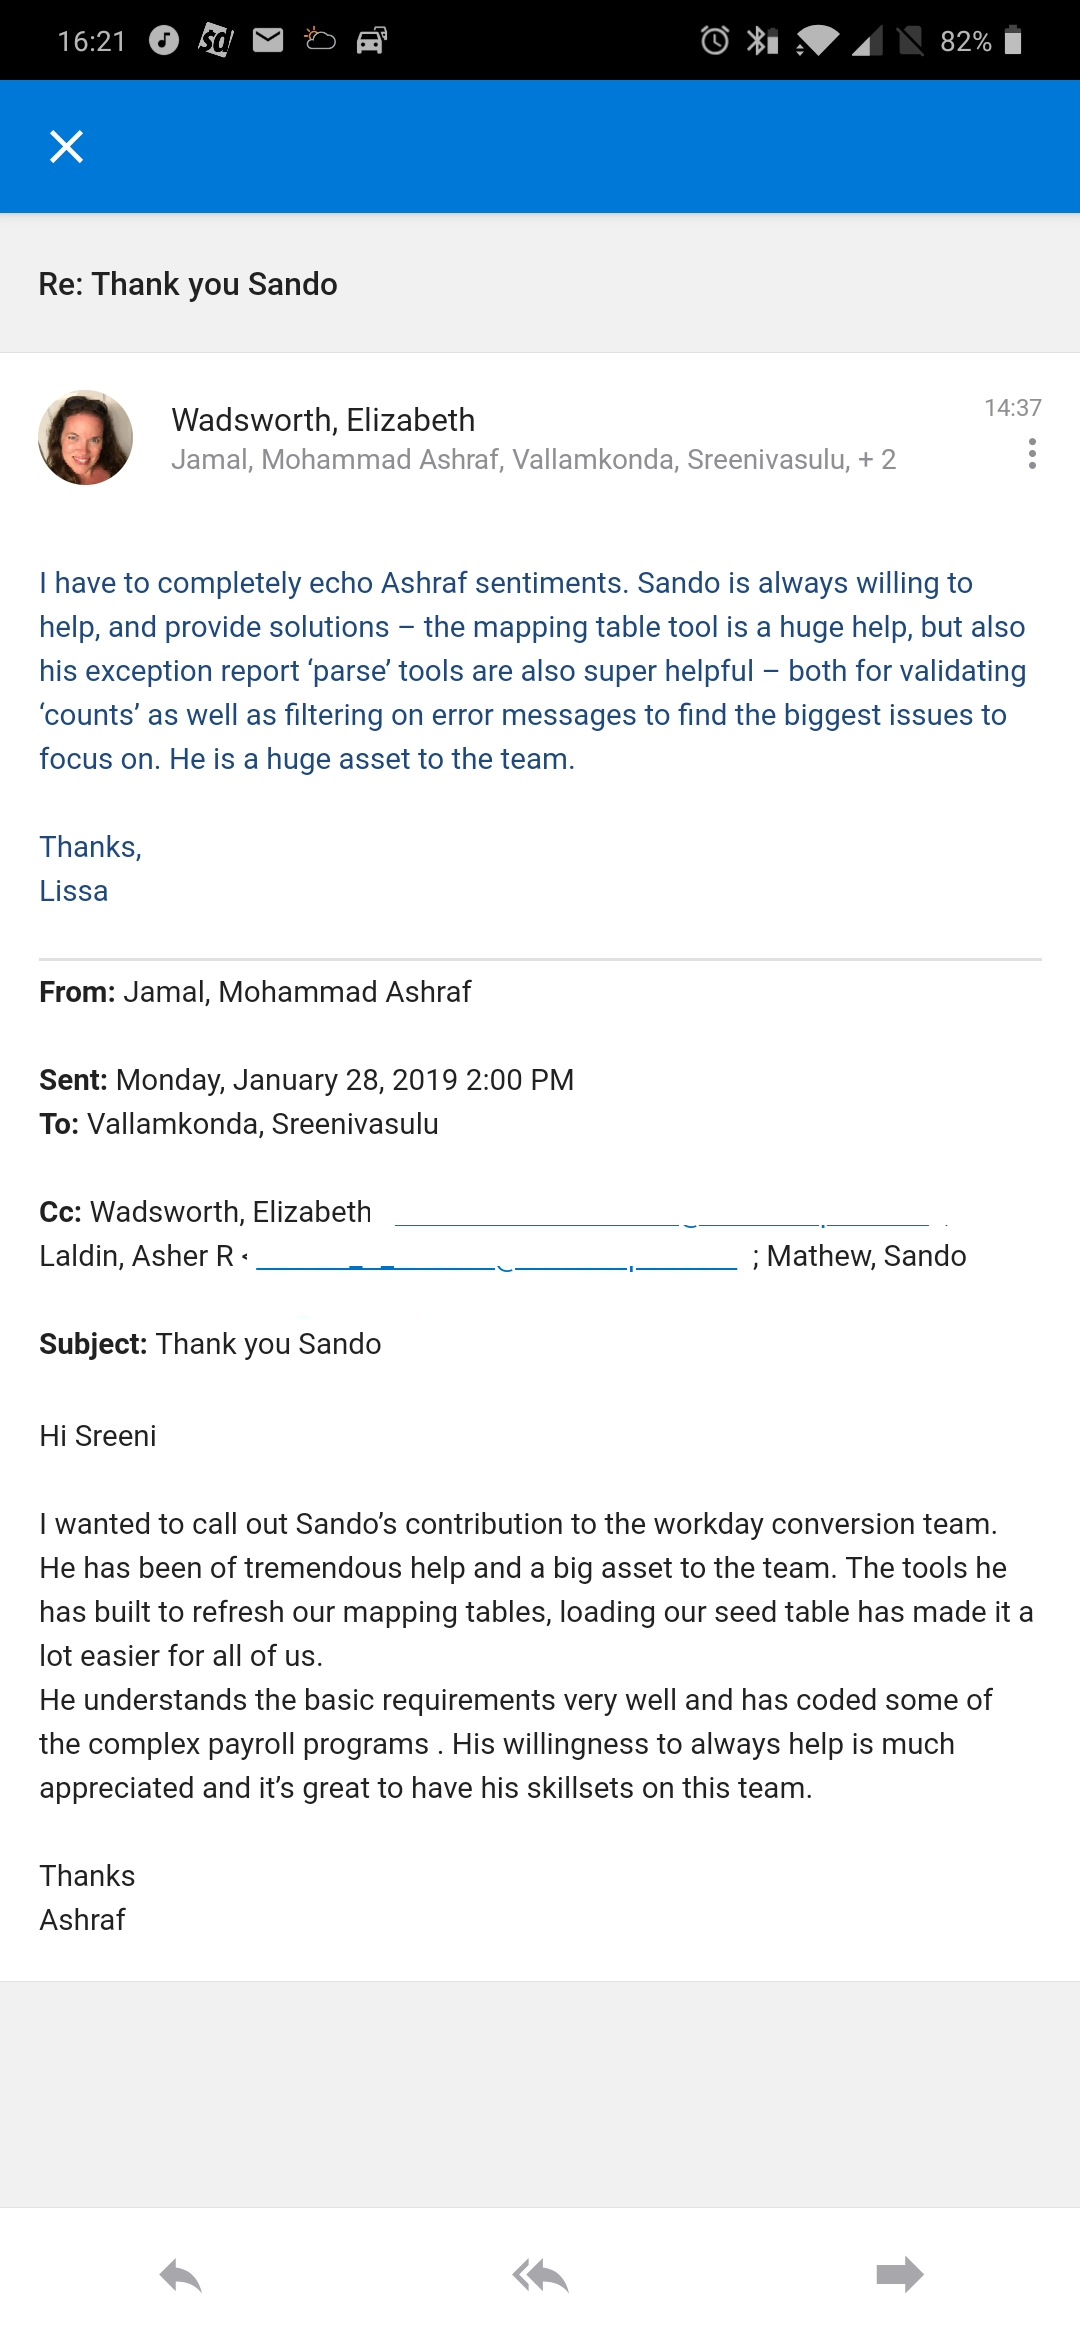 16:21
82%
Re: Thank you Sando
Wadsworth, Elizabeth
14:37
Jamal, Mohammad Ashraf, Vallamkonda, Sreenivasulu, + 2
I have to completely echo Ashraf sentiments. Sando is always willing to
help, and provide solutions – the mapping table tool is a huge help, but also
his exception report ‘parse’ tools are also super helpful – both for validating
‘counts’ as well as filtering on error messages to find the biggest issues to
focus on. He is a huge asset to the team.
Thanks,
Lissa
From: Jamal, Mohammad Ashraf
Sent: Monday, January 28, 2019 2:00 PM
To: Vallamkonda, Sreenivasulu
Cc: Wadsworth, Elizabeth
Laldin, Asher R < ; Mathew, Sando
Subject: Thank you Sando
Hi Sreeni
I wanted to call out Sando’s contribution to the workday conversion team.
He has been of tremendous help and a big asset to the team. The tools he
has built to refresh our mapping tables, loading our seed table has made it a
lot easier for all of us.
He understands the basic requirements very well and has coded some of
the complex payroll programs . His willingness to always help is much
appreciated and it’s great to have his skillsets on this team.
Thanks
Ashraf